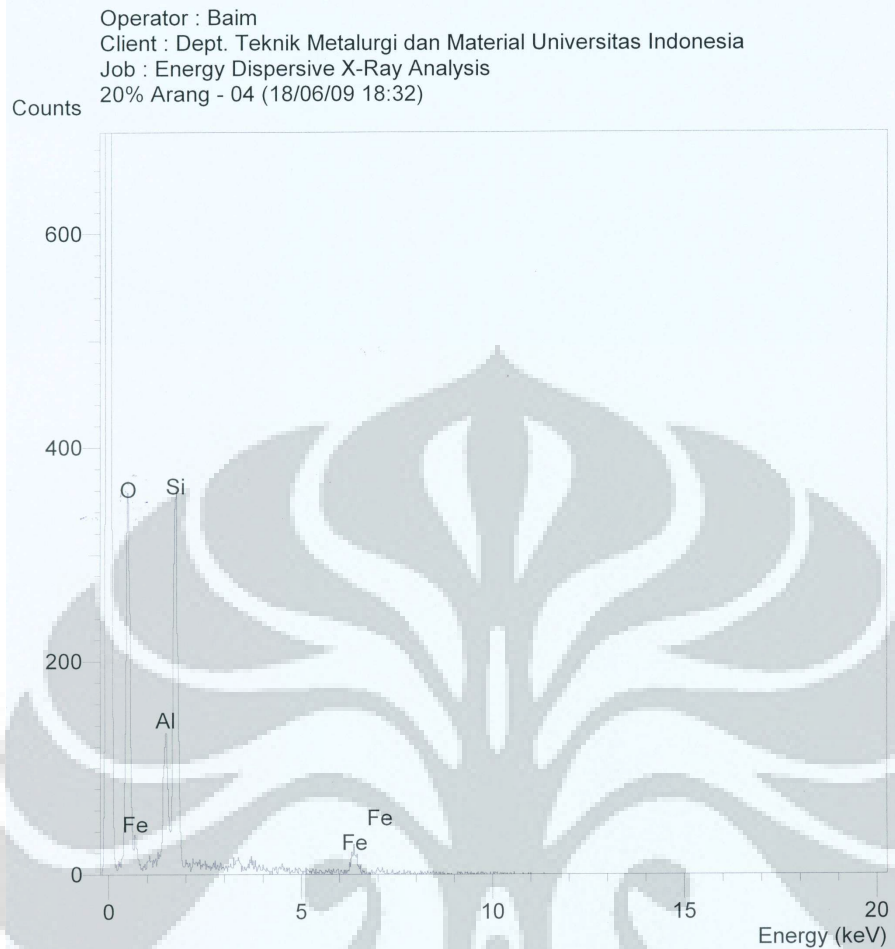 Operator : Baim
Client : Dept. Teknik Metalurgi dan Material Universitas Indonesia
Job : Energy Dispersive X-Ray Analysis
20% Arang - 04 (18/06/09 18:32)
Counts
600
400
O Si
200
Al
Fe Fe
Fe
0
0 5 10 15 20
Energy (keV)